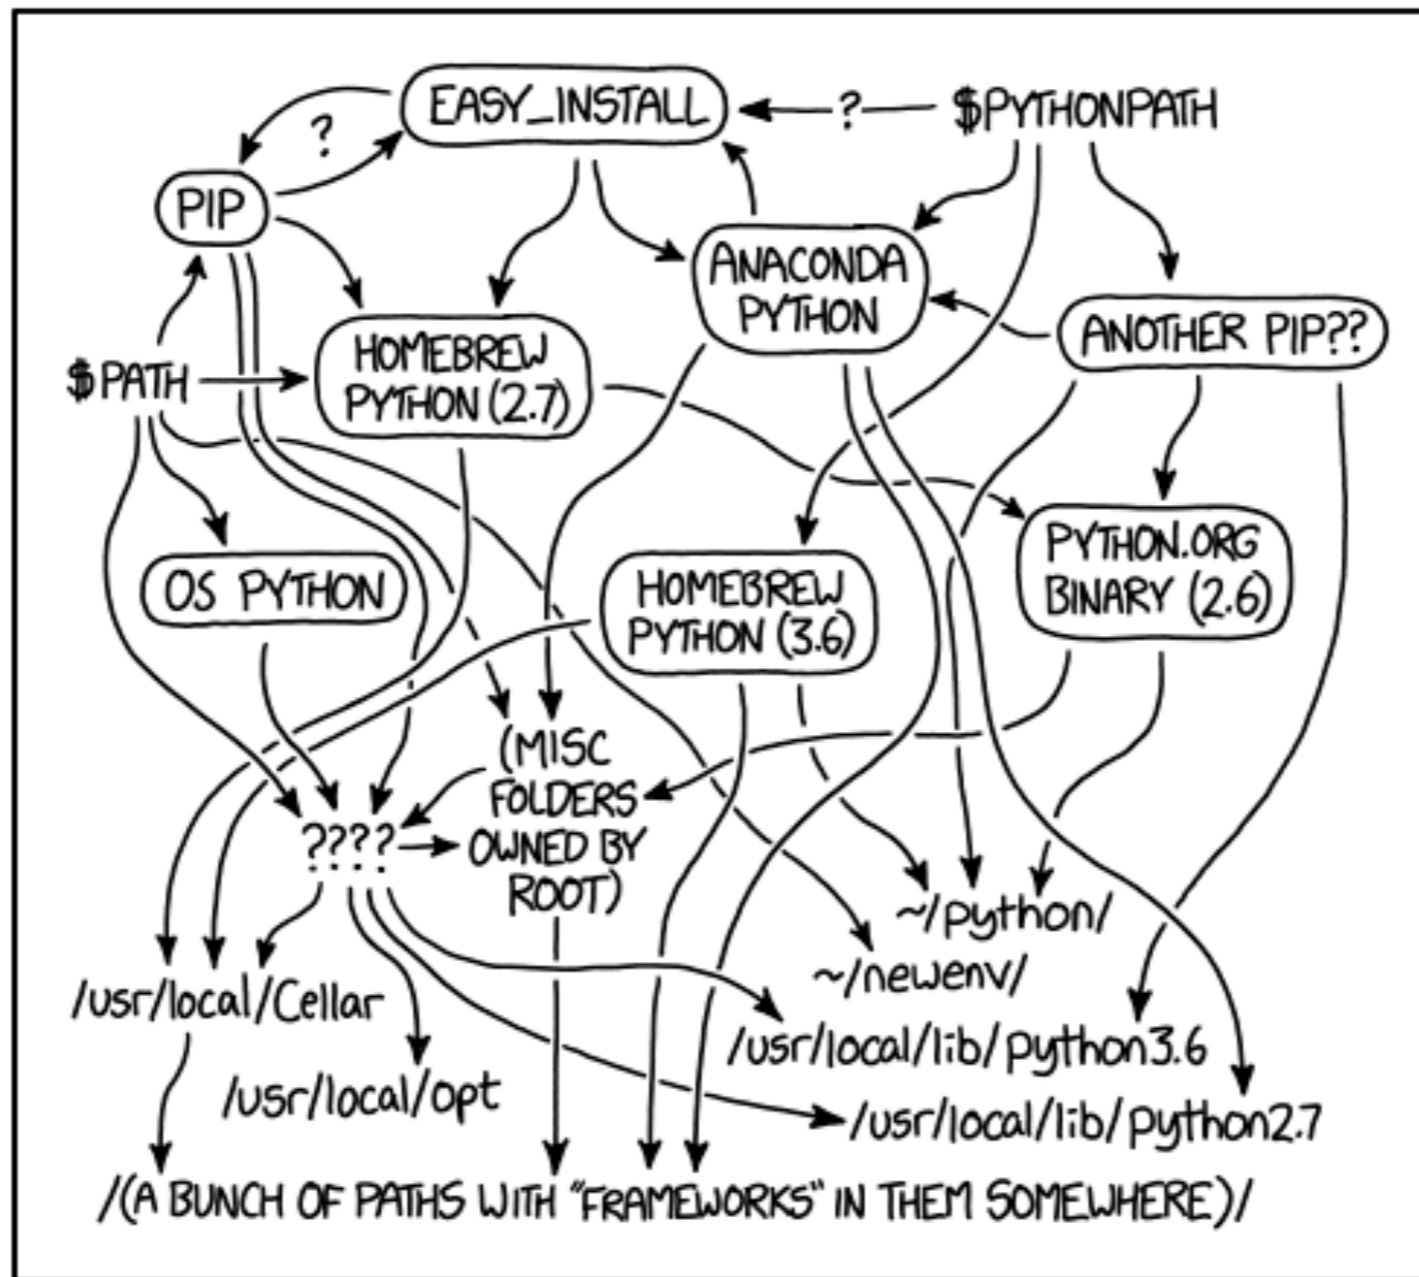 EASY_INSTALL
?
$PYTHONPATH
?
PIP
ANACONDA
PYTHON
ANOTHER PIP??
HOMEBREW
PYTHON (2.7)
$PATH
OS PYTHON
HOMEBREW
PYTHON (3.6)
PYTHON.ORG
BINARY (2.6)
(MISC
FOLDERS
OWNED BY
ROOT)
????
~/python/
~/newenv/
/usr/local/Cellar
/usr/local/lib/python3.6
/usr/local/opt
/usr/local/lib/python2.7
/(A BUNCH OF PATHS WITH "FRAMEWORKS" IN THEM SOMEWHERE)/